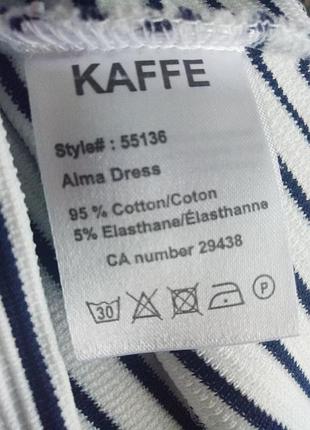 KAFFE
Style# : 55136
Alma Dress
95 % Cotton/Coton
5% Elasthane/Élasthanne
CA number 29438
30 P